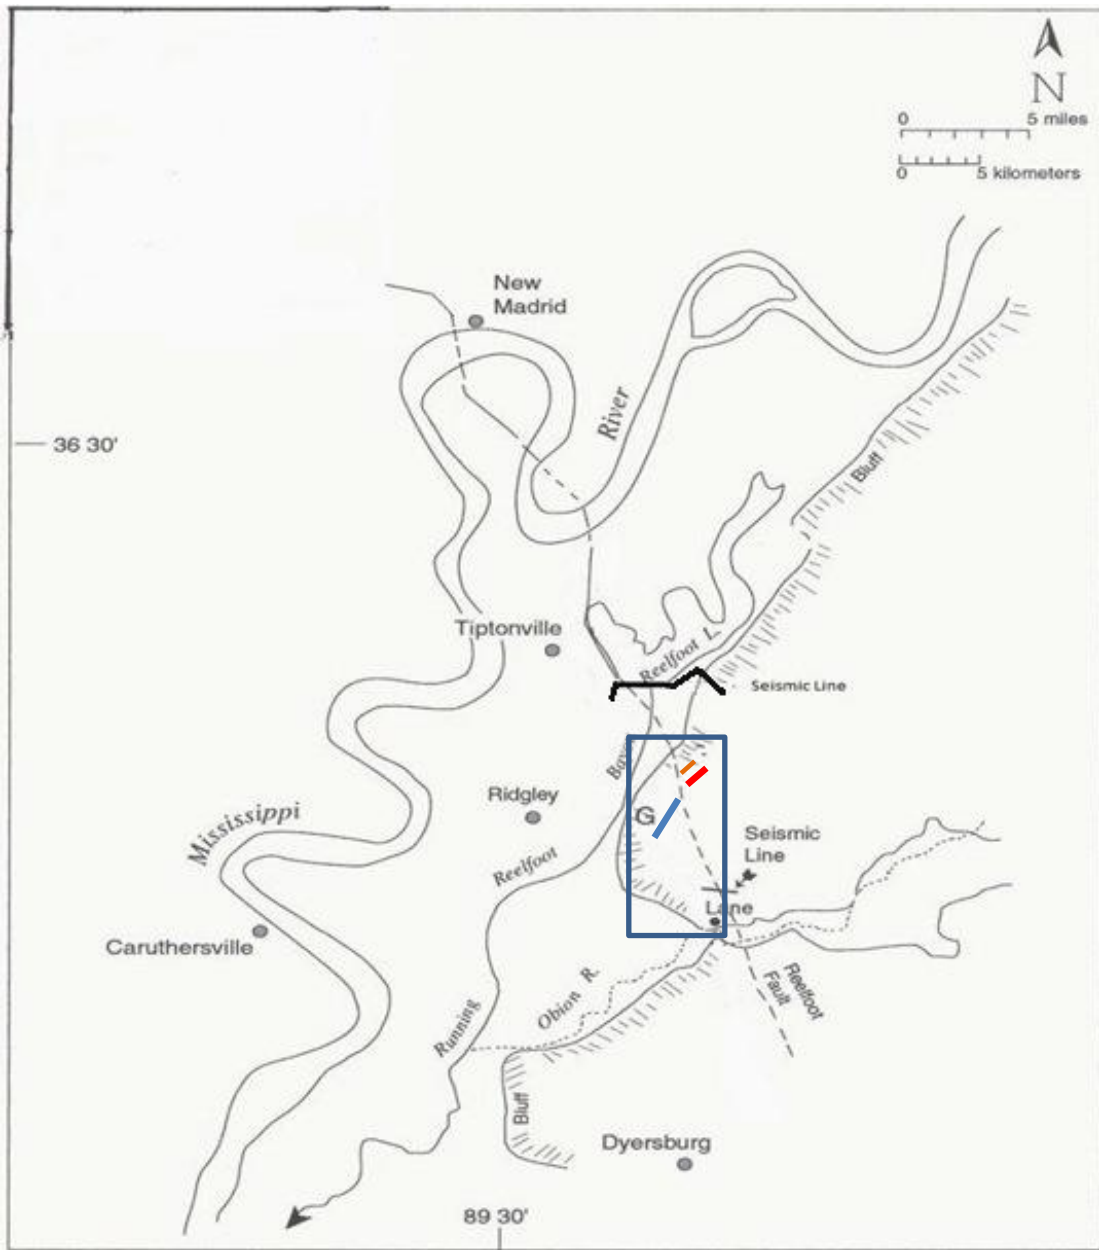 N
0 5 miles
0 5 kilometers
New
Madrid
River
36 30'
Bluff
Tiptonville
Reelfoot L.
Seismic Line
Bayou
Ridgley
G
Mississippi
Seismic
Line
Reelfoot
Lane
Caruthersville
Obion R.
Reelfoot
Fault
Running
Bluff
Dyersburg
89 30'